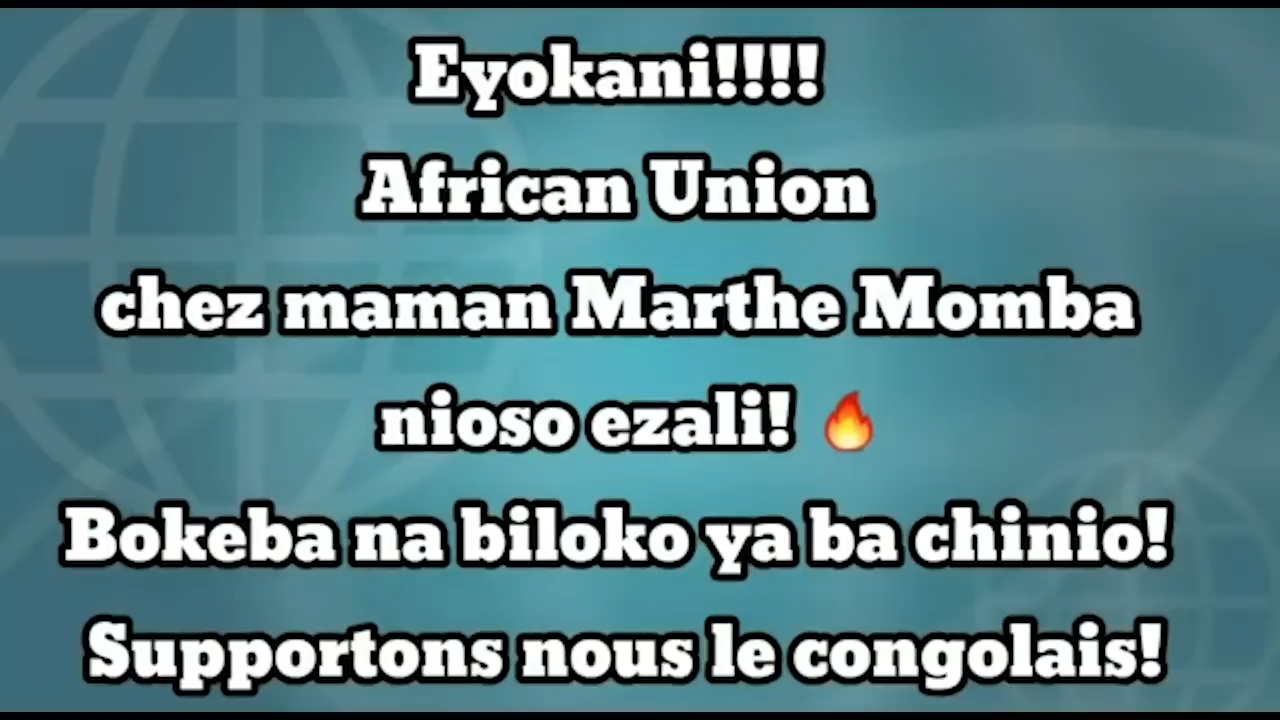 Eyokani!!!!
African Union
chez maman Marthe Momba
nioso ezali! 🔥
Bokeba na biloko ya ba chinio!
Supportons nous le congolais!